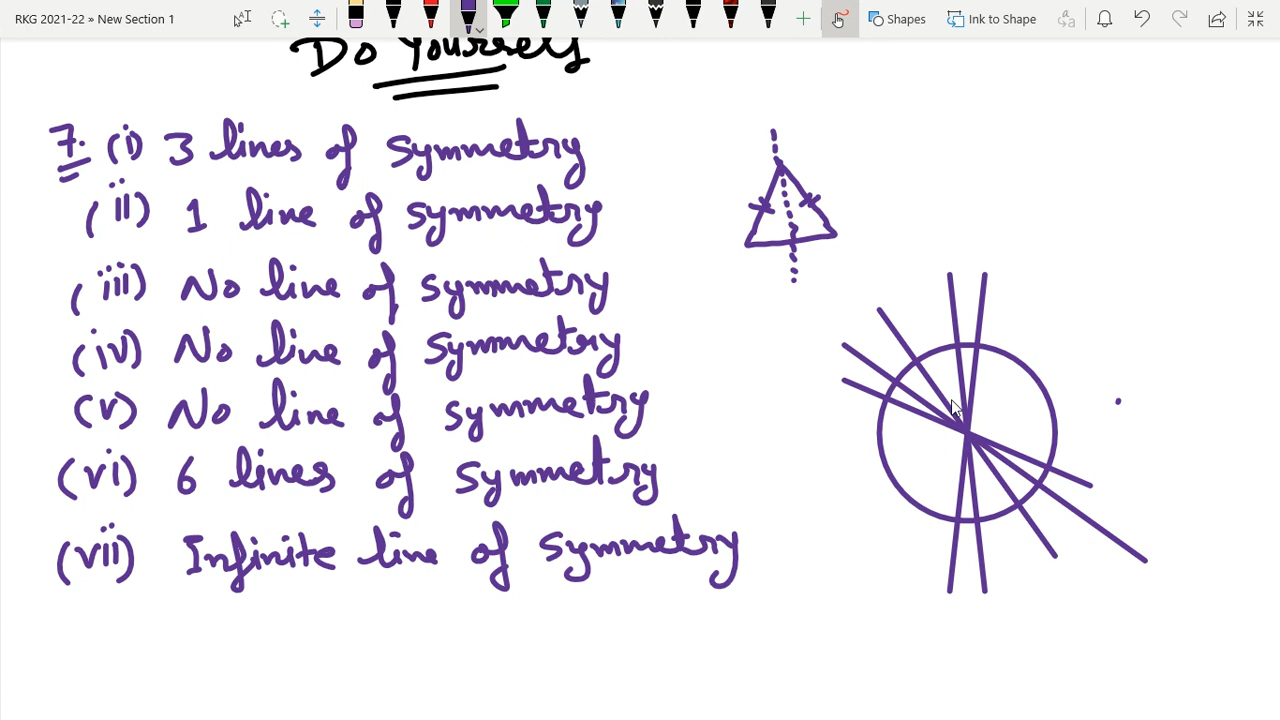 RKG 2021-22 » New Section 1
Shapes
Ink to Shape
Do Yourself
7. (i) 3 lines of symmetry
(ii) 1 line of symmetry
(iii) No line of symmetry
(iv) No line of symmetry
(v) No line of symmetry
(vi) 6 lines of symmetry
(vii) Infinite line of symmetry